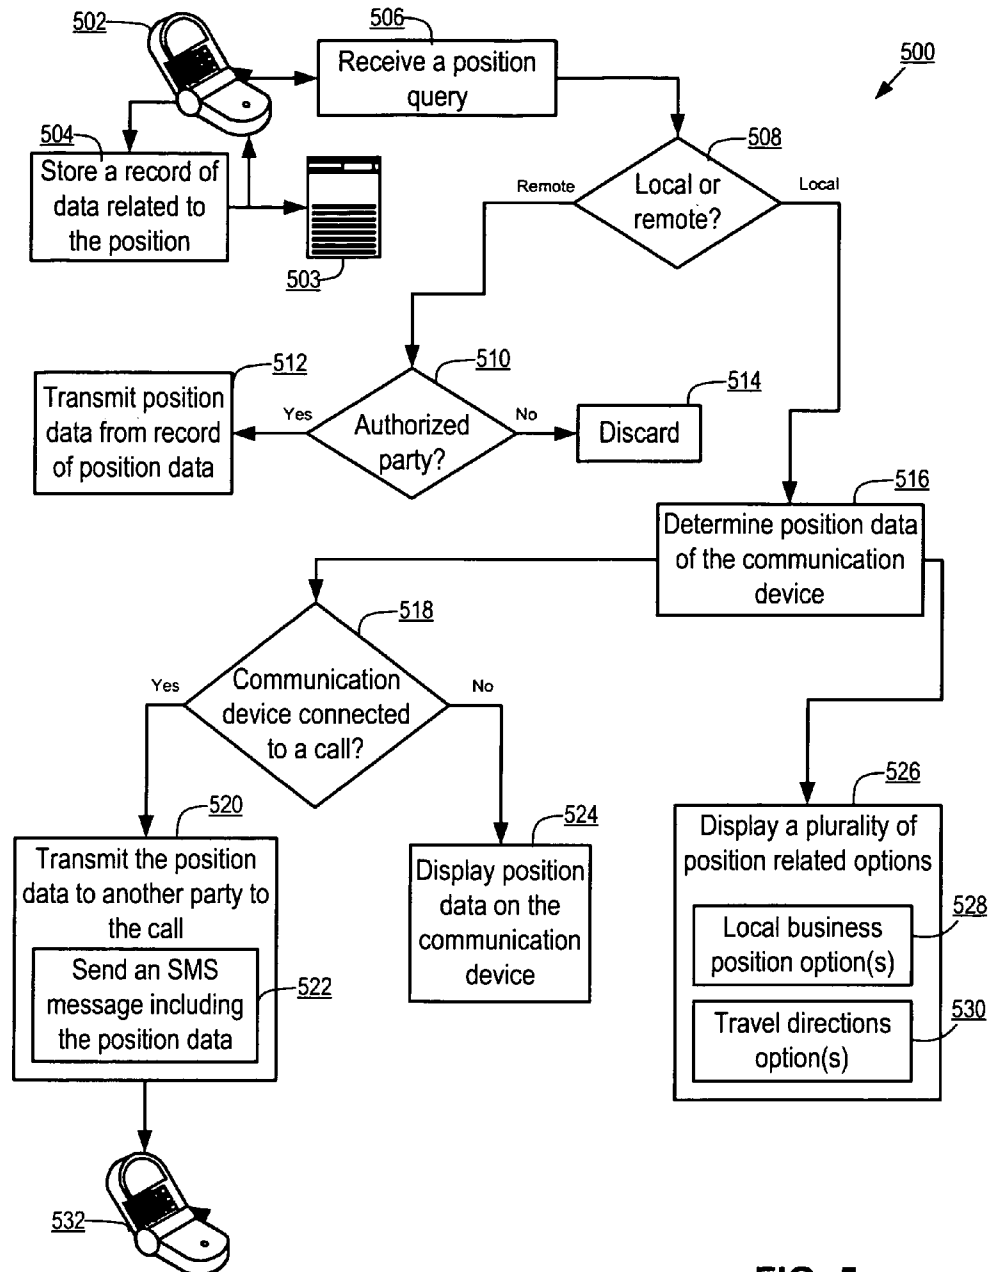 502
506
Receive a position
query
500
504
Store a record of
data related to
the position
503
508
Local or
remote?
Remote
Local
512
Transmit position
data from record
of position data
510
Authorized
party?
Yes
No
514
Discard
516
Determine position data
of the communication
device
518
Communication
device connected
to a call?
Yes
No
520
Transmit the position
data to another party to
the call
Send an SMS
message including
the position data
522
524
Display position
data on the
communication
device
526
Display a plurality of
position related options
Local business
position option(s)
528
Travel directions
option(s)
530
532